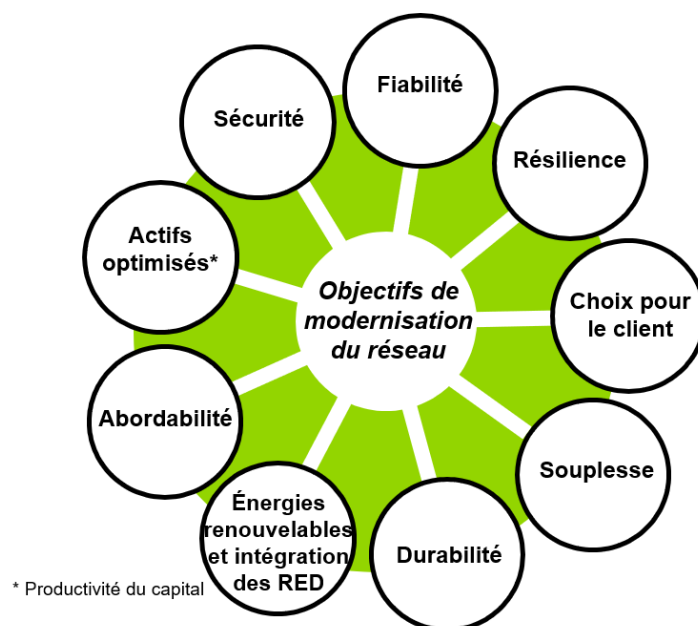 Fiabilité
Sécurité
Résilience
Actifs
optimisés*
Objectifs de
modernisation
du réseau
Choix pour
le client
Abordabilité
Souplesse
Énergies
renouvelables
et intégration
des RED
Durabilité
* Productivité du capital